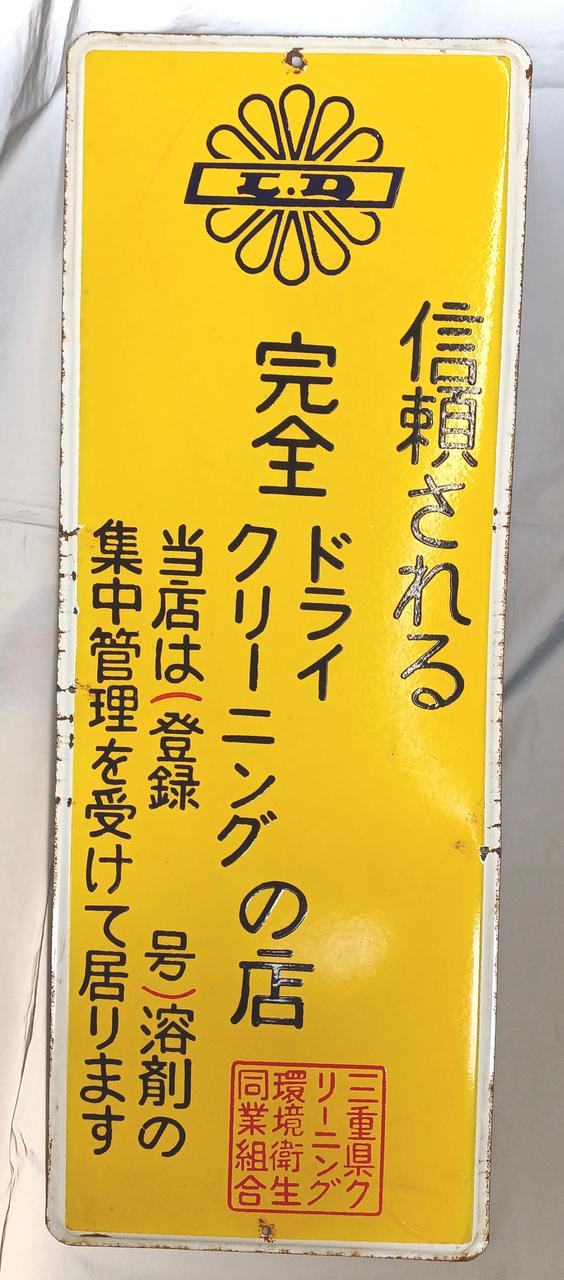 L.D
信頼される
完全
ドライ
クリーニング
の店
当店は(登録　　号)溶剤の
集中管理を受けて居ります
三重県ク
リーニング
環境衛生
同業組合